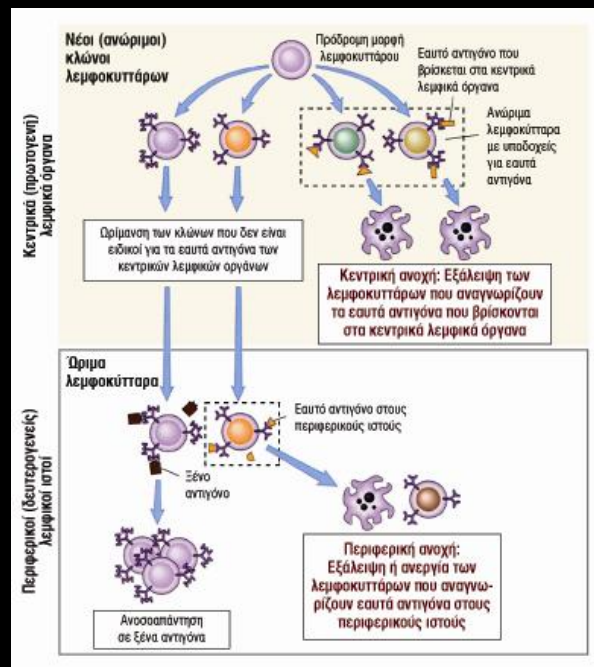 Νέοι (ανώριμοι)
κλώνοι
λεμφοκυττάρων
Πρόδρομη μορφή
λεμφοκυττάρου
Εαυτό αντιγόνο που
βρίσκεται στα κεντρικά
λεμφικά όργανα
Ανώριμα
λεμφοκύτταρα
με υποδοχείς
για εαυτά
αντιγόνα
Κεντρικά (πρωτογενή)
λεμφικά όργανα
Ωρίμανση των κλώνων που δεν είναι
ειδικοί για τα εαυτά αντιγόνα των
κεντρικών λεμφικών οργάνων
Κεντρική ανοχή: Εξάλειψη των
λεμφοκυττάρων που αναγνωρίζουν
τα εαυτά αντιγόνα που βρίσκονται
στα κεντρικά λεμφικά όργανα
Ώριμα
λεμφοκύτταρα
Εαυτό αντιγόνο στους
περιφερικούς ιστούς
Ξένο
αντιγόνο
Περιφερικοί (δευτερογενείς)
λεμφικοί ιστοί
Ανοσοαπάντηση
σε ξένα αντιγόνα
Περιφερική ανοχή:
Εξάλειψη ή ανεργία των
λεμφοκυττάρων που αναγνω-
ρίζουν εαυτά αντιγόνα στους
περιφερικούς ιστούς